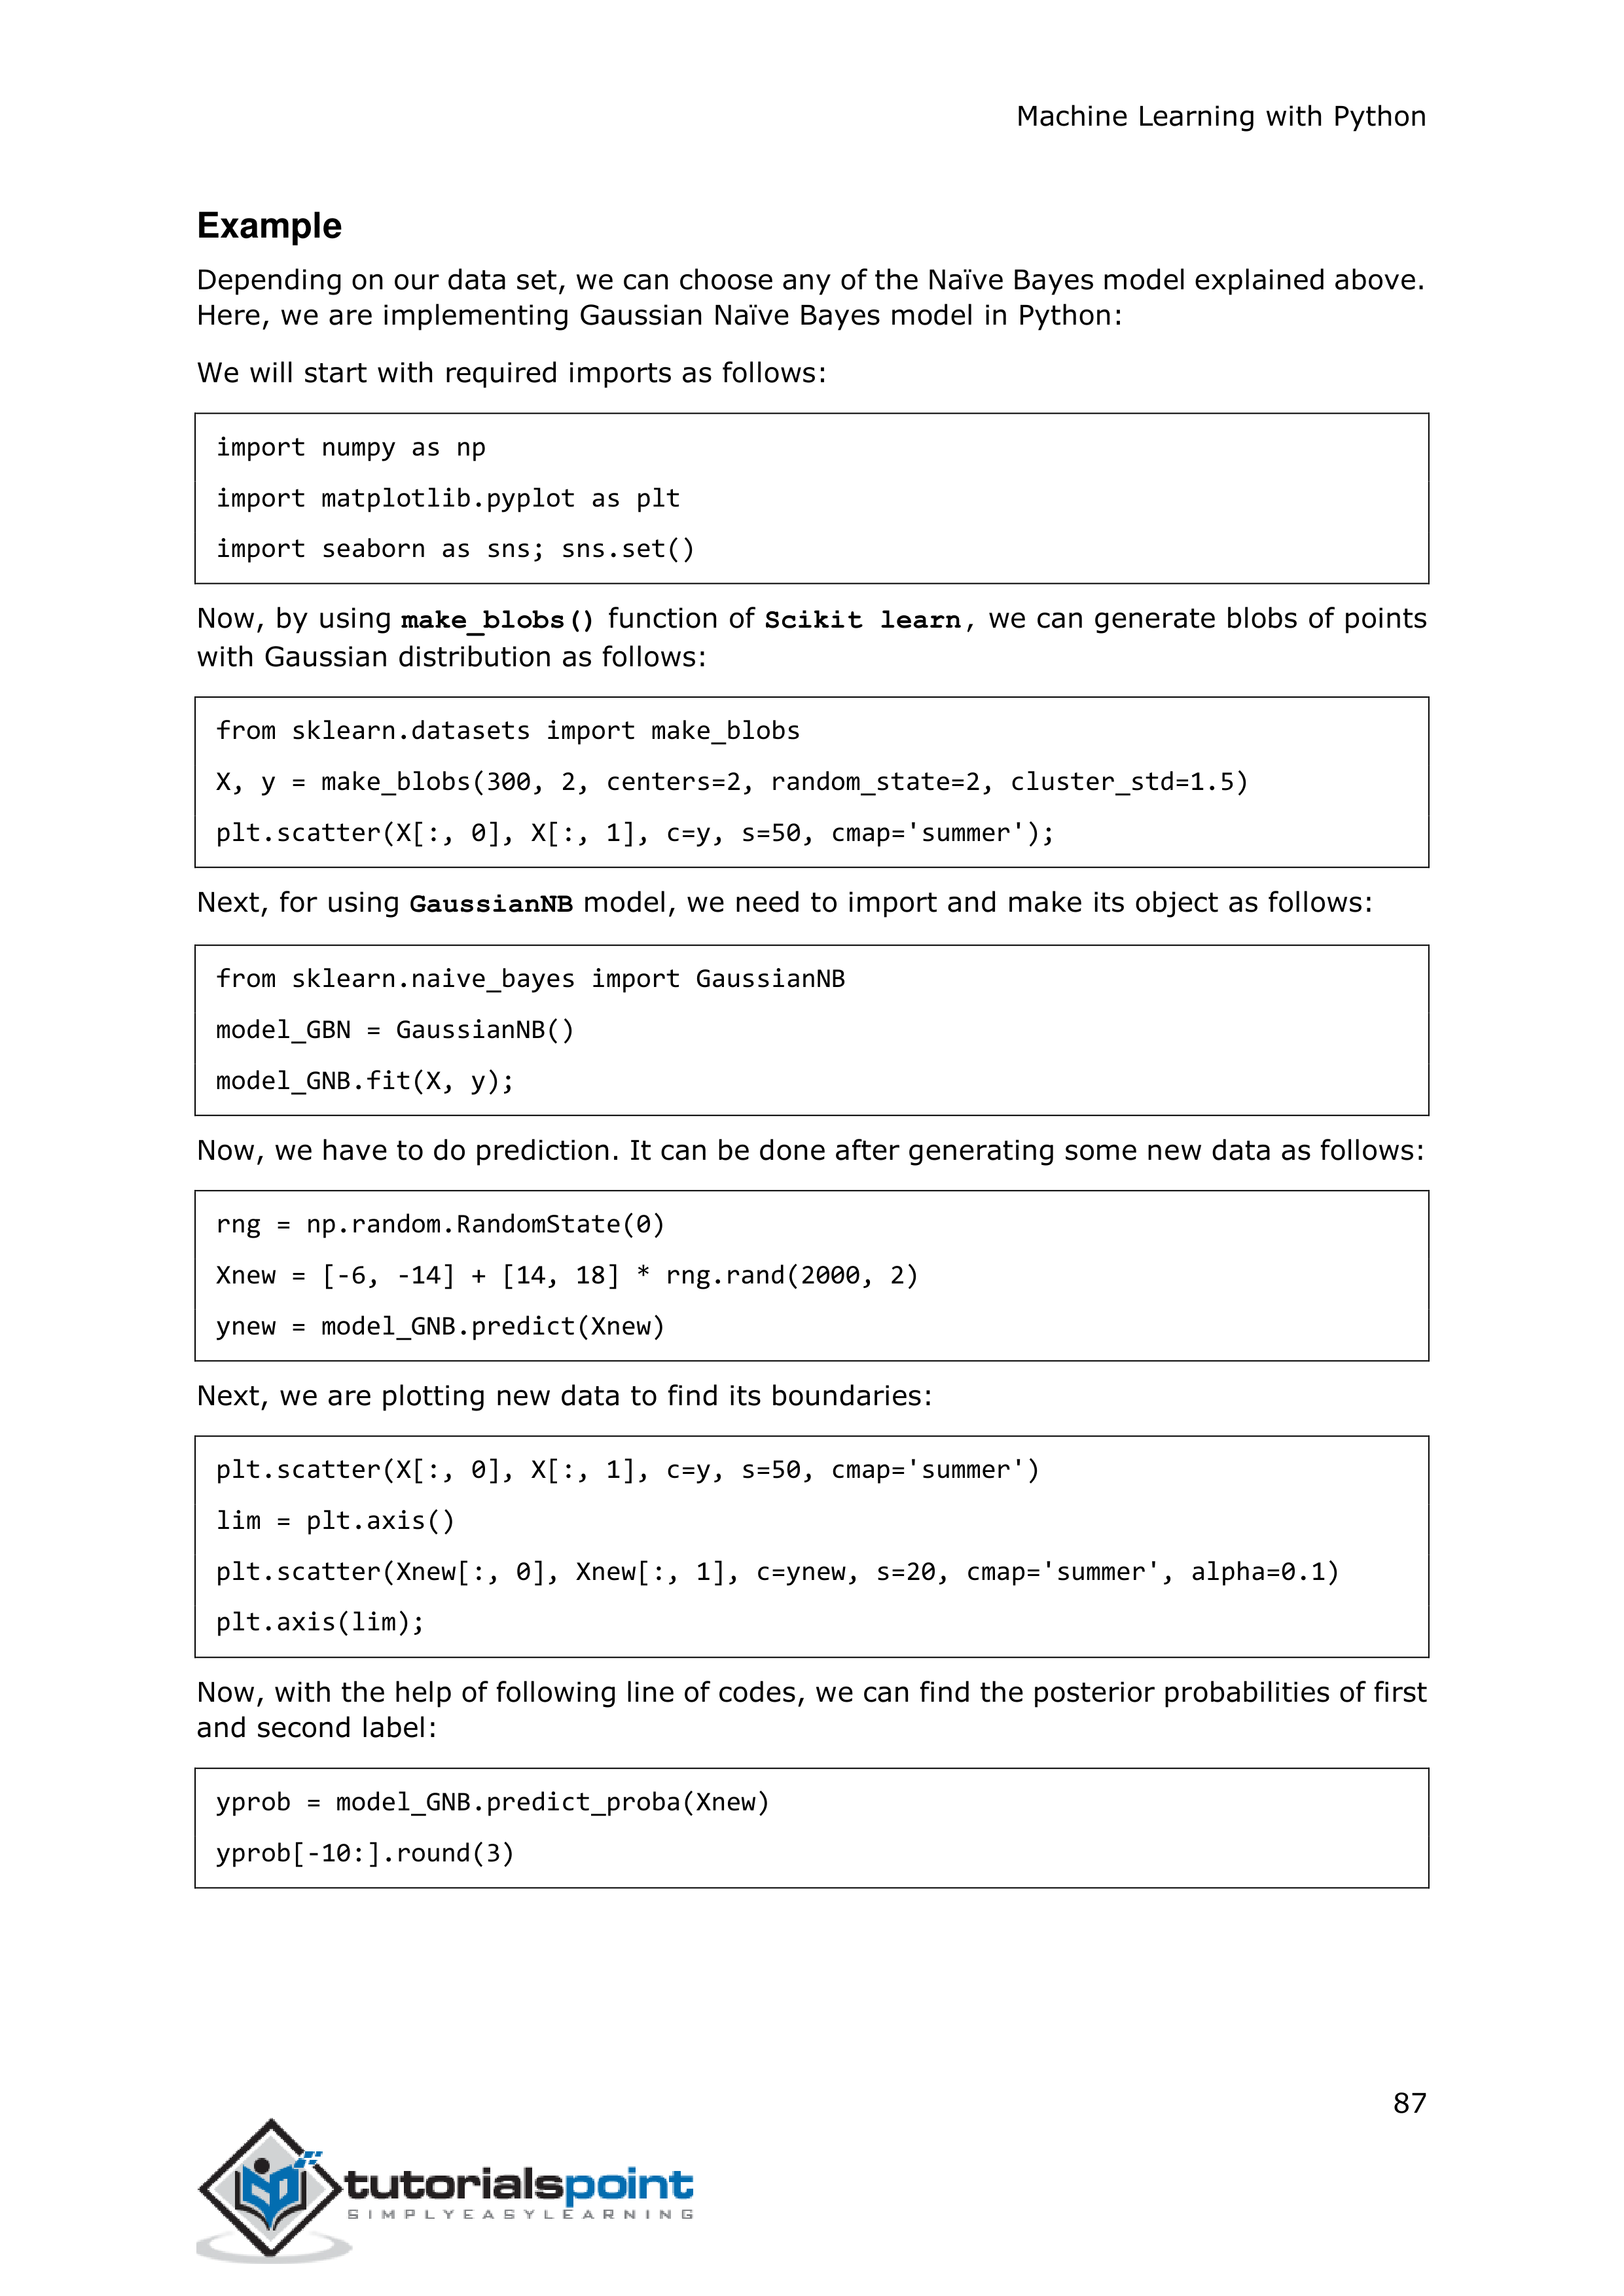 Machine Learning with Python
Example
Depending on our data set, we can choose any of the Naïve Bayes model explained above.
Here, we are implementing Gaussian Naïve Bayes model in Python:
We will start with required imports as follows:
import numpy as np
import matplotlib.pyplot as plt
import seaborn as sns; sns.set()
Now, by using make_blobs() function of Scikit learn, we can generate blobs of points
with Gaussian distribution as follows:
from sklearn.datasets import make_blobs
X, y = make_blobs(300, 2, centers=2, random_state=2, cluster_std=1.5)
plt.scatter(X[:, 0], X[:, 1], c=y, s=50, cmap='summer');
Next, for using GaussianNB model, we need to import and make its object as follows:
from sklearn.naive_bayes import GaussianNB
model_GBN = GaussianNB()
model_GNB.fit(X, y);
Now, we have to do prediction. It can be done after generating some new data as follows:
rng = np.random.RandomState(0)
Xnew = [-6, -14] + [14, 18] * rng.rand(2000, 2)
ynew = model_GNB.predict(Xnew)
Next, we are plotting new data to find its boundaries:
plt.scatter(X[:, 0], X[:, 1], c=y, s=50, cmap='summer')
lim = plt.axis()
plt.scatter(Xnew[:, 0], Xnew[:, 1], c=ynew, s=20, cmap='summer', alpha=0.1)
plt.axis(lim);
Now, with the help of following line of codes, we can find the posterior probabilities of first
and second label:
yprob = model_GNB.predict_proba(Xnew)
yprob[-10:].round(3)
87
tutorialspoint
SIMPLYEASYLEARNING